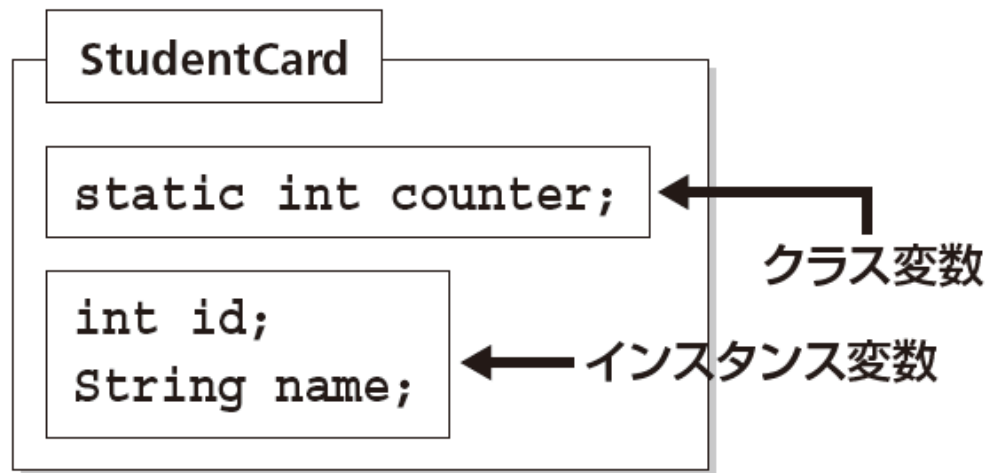 StudentCard
static int counter;
クラス変数
int id;
String name;
インスタンス変数